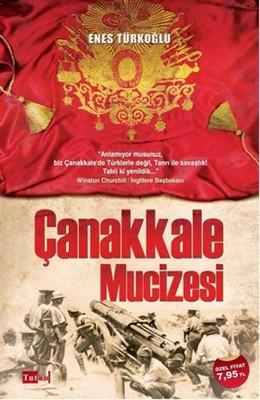 ENES TÜRKOĞLU
"Anlamıyor musunuz,
biz Çanakkale'de Türklerle değil, Tanrı ile savaştık!
Tabii ki yenildik..."
Winston Churchill / İngiltere Başbakanı
Çanakkale
Mucizesi
ÖZEL FİYAT
7,95 TL